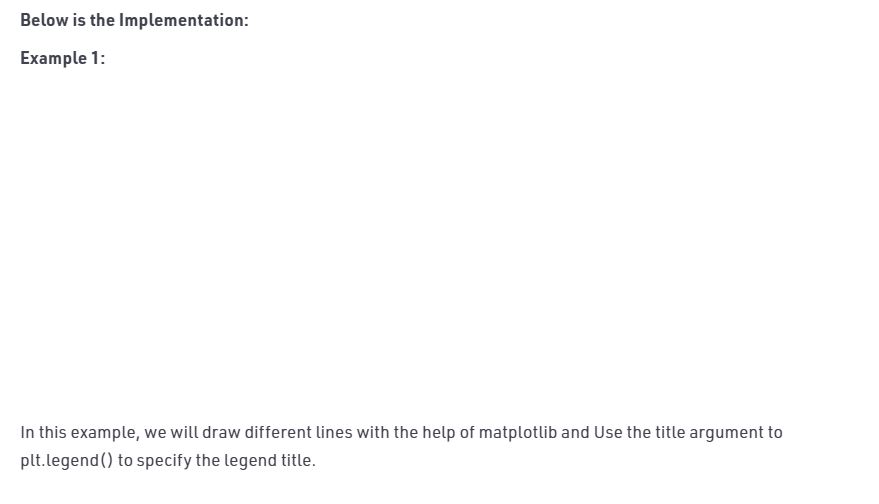 Below is the Implementation:
Example 1:
In this example, we will draw different lines with the help of matplotlib and Use the title argument to
plt.legend() to specify the legend title.